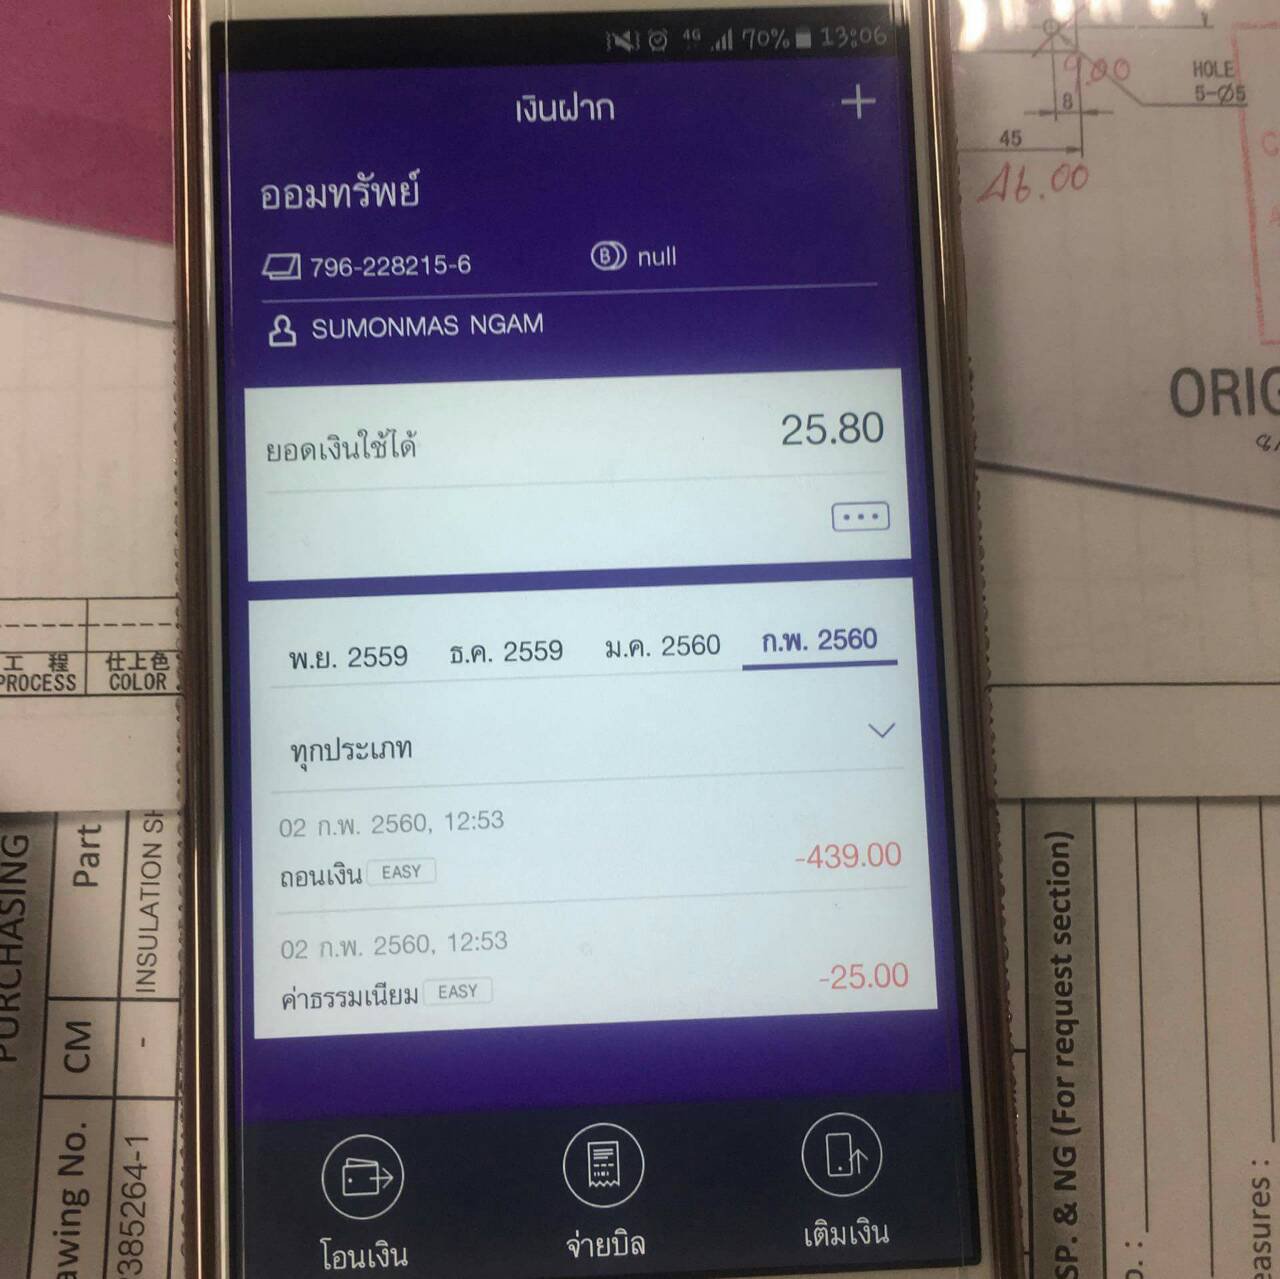 4G 70% 13:06
เงินฝาก
ออมทรัพย์
796-228215-6
null
SUMONMAS NGAM
ยอดเงินใช้ได้ 25.80
พ.ย. 2559 ธ.ค. 2559 ม.ค. 2560 ก.พ. 2560
ทุกประเภท
02 ก.พ. 2560, 12:53
ถอนเงิน EASY -439.00
02 ก.พ. 2560, 12:53
ค่าธรรมเนียม EASY -25.00
โอนเงิน จ่ายบิล เติมเงิน
9.00
HOLE
5-Ø5
8
45
46.00
ORIG
工 程
PROCESS
仕上色
COLOR
PURCHASING
Part
INSULATION SH
CM
-
awing No.
385264-1
SP. & NG (For request section)
asures :